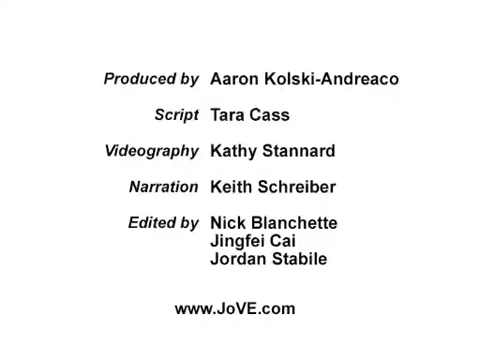 Produced by Aaron Kolski-Andreaco
Script Tara Cass
Videography Kathy Stannard
Narration Keith Schreiber
Edited by Nick Blanchette
Jingfei Cai
Jordan Stabile
www.JoVE.com